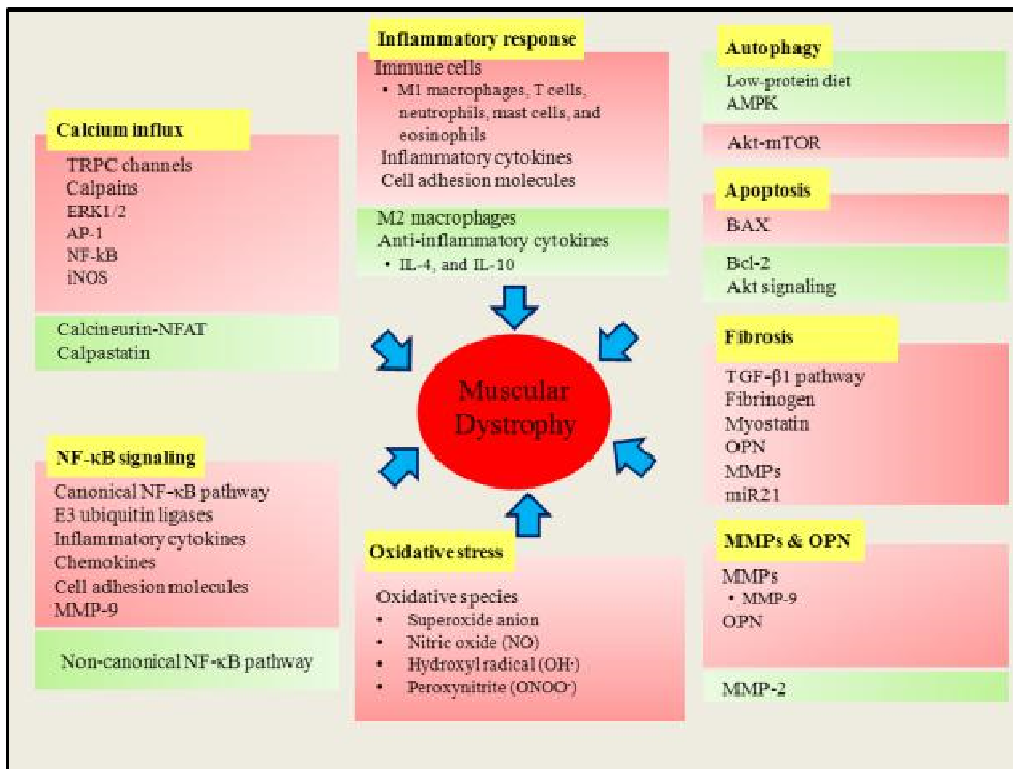 Inflammatory response
Immune cells
• M1 macrophages, T cells,
neutrophils, mast cells, and
eosinophils
Inflammatory cytokines
Cell adhesion molecules
M2 macrophages
Anti-inflammatory cytokines
• IL-4, and IL-10
Calcium influx
TRPC channels
Calpains
ERK1/2
AP-1
NF-kB
iNOS
Calcineurin-NFAT
Calpastatin
NF-κB signaling
Canonical NF-κB pathway
E3 ubiquitin ligases
Inflammatory cytokines
Chemokines
Cell adhesion molecules
MMP-9
Non-canonical NF-κB pathway
Muscular
Dystrophy
Oxidative stress
Oxidative species
• Superoxide anion
• Nitric oxide (NO)
• Hydroxyl radical (OH·)
• Peroxynitrite (ONOO-)
Autophagy
Low-protein diet
AMPK
Akt-mTOR
Apoptosis
BAX
Bcl-2
Akt signaling
Fibrosis
TGF-β1 pathway
Fibrinogen
Myostatin
OPN
MMPs
miR21
MMPs & OPN
MMPs
• MMP-9
OPN
MMP-2